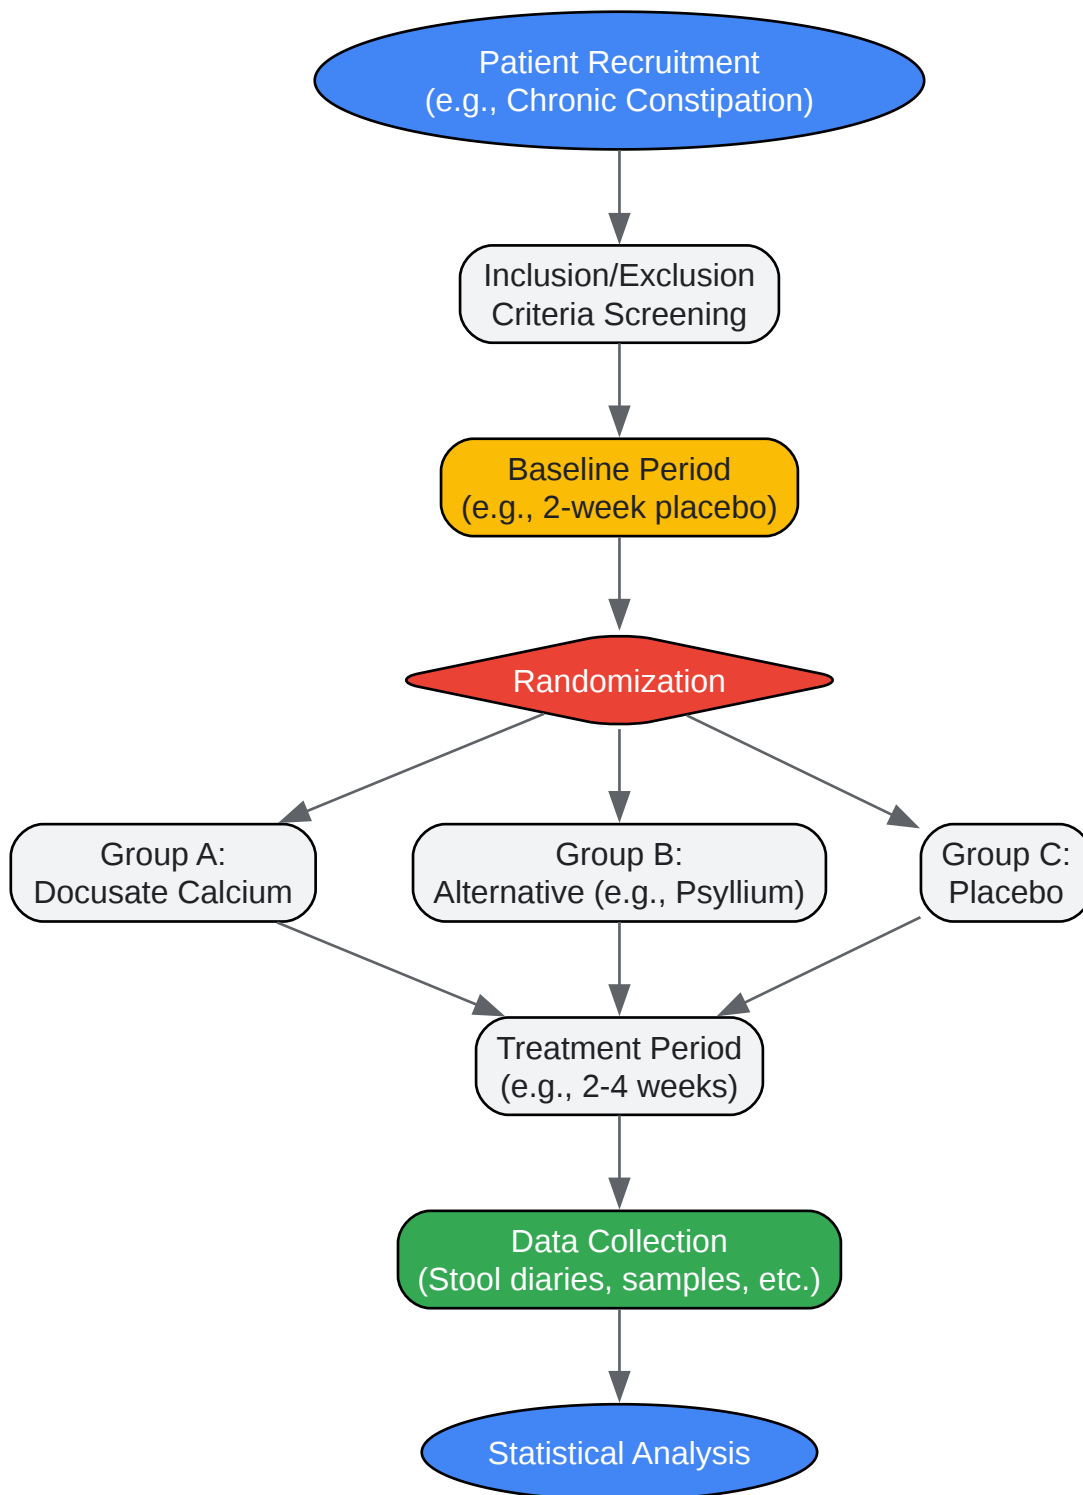 Patient Recruitment
(e.g., Chronic Constipation)
Inclusion/Exclusion
Criteria Screening
Baseline Period
(e.g., 2-week placebo)
Randomization
Group A:
Docusate Calcium
Group B:
Alternative (e.g., Psyllium)
Group C:
Placebo
Treatment Period
(e.g., 2-4 weeks)
Data Collection
(Stool diaries, samples, etc.)
Statistical Analysis